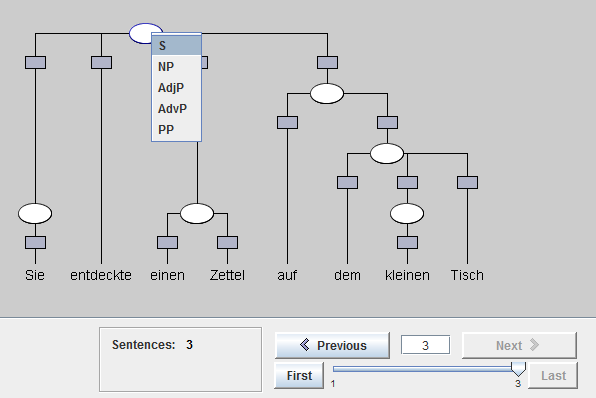 S
NP
AdjP
AdvP
PP
Sie entdeckte einen Zettel auf dem kleinen Tisch
Sentences: 3
Previous 3 Next
First 1 3 Last